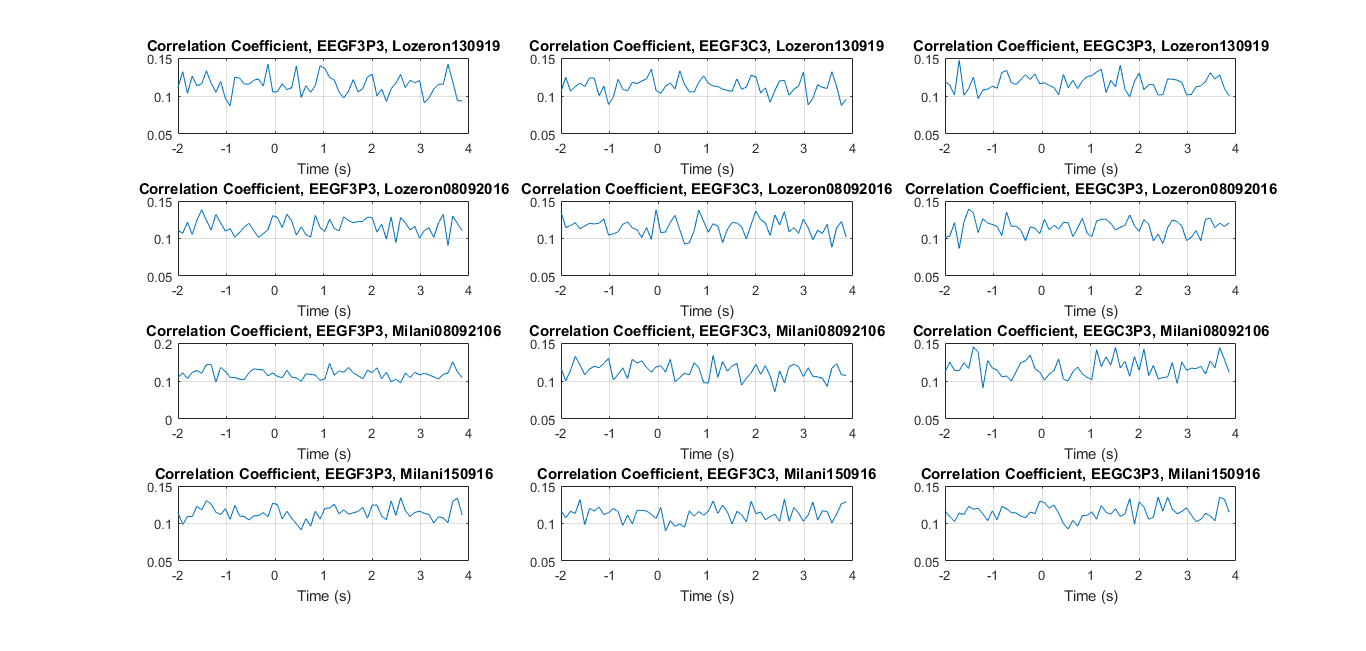 Correlation Coefficient, EEGF3P3, Lozeron130919
0.15
0.1
0.05
-2 -1 0 1 2 3 4
Time (s)
Correlation Coefficient, EEGF3C3, Lozeron130919
0.15
0.1
0.05
-2 -1 0 1 2 3 4
Time (s)
Correlation Coefficient, EEGC3P3, Lozeron130919
0.15
0.1
0.05
-2 -1 0 1 2 3 4
Time (s)
Correlation Coefficient, EEGF3P3, Lozeron08092016
0.15
0.1
0.05
-2 -1 0 1 2 3 4
Time (s)
Correlation Coefficient, EEGF3C3, Lozeron08092016
0.15
0.1
0.05
-2 -1 0 1 2 3 4
Time (s)
Correlation Coefficient, EEGC3P3, Lozeron08092016
0.15
0.1
0.05
-2 -1 0 1 2 3 4
Time (s)
Correlation Coefficient, EEGF3P3, Milani08092106
0.2
0.1
0
-2 -1 0 1 2 3 4
Time (s)
Correlation Coefficient, EEGF3C3, Milani08092106
0.15
0.1
0.05
-2 -1 0 1 2 3 4
Time (s)
Correlation Coefficient, EEGC3P3, Milani08092106
0.15
0.1
0.05
-2 -1 0 1 2 3 4
Time (s)
Correlation Coefficient, EEGF3P3, Milani150916
0.15
0.1
0.05
-2 -1 0 1 2 3 4
Time (s)
Correlation Coefficient, EEGF3C3, Milani150916
0.15
0.1
0.05
-2 -1 0 1 2 3 4
Time (s)
Correlation Coefficient, EEGC3P3, Milani150916
0.15
0.1
0.05
-2 -1 0 1 2 3 4
Time (s)